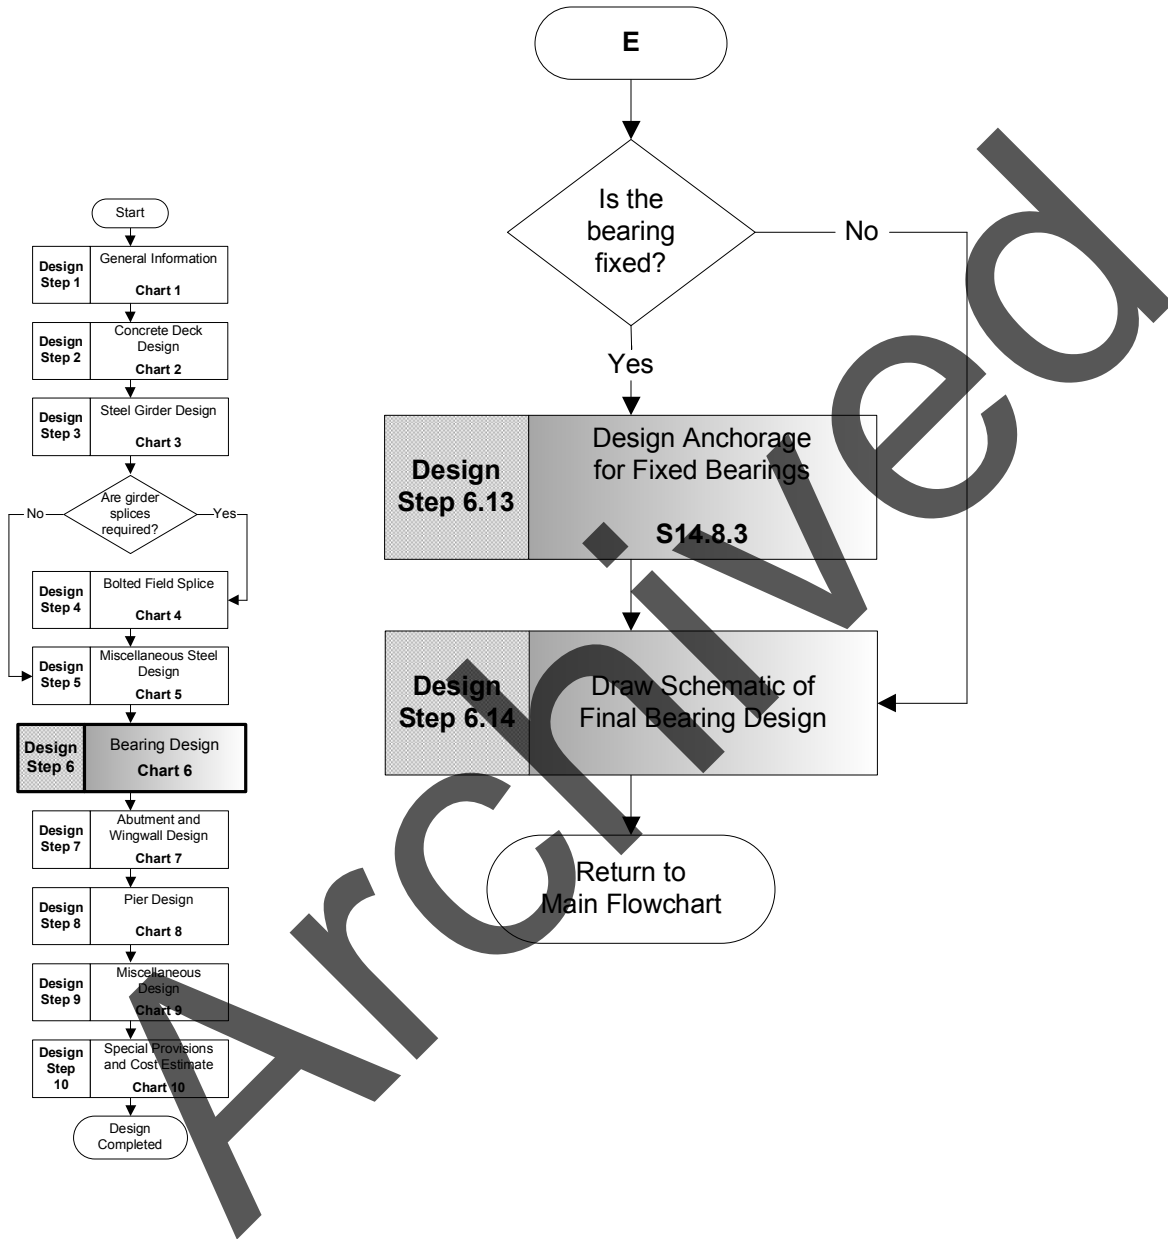 Start
Design
Step 1
General Information
Chart 1
Design
Step 2
Concrete Deck
Design
Chart 2
Design
Step 3
Steel Girder Design
Chart 3
Are girder
splices
required?
No
Yes
Design
Step 4
Bolted Field Splice
Chart 4
Design
Step 5
Miscellaneous Steel
Design
Chart 5
Design
Step 6
Bearing Design
Chart 6
Design
Step 7
Abutment and
Wingwall Design
Chart 7
Design
Step 8
Pier Design
Chart 8
Design
Step 9
Miscellaneous
Design
Chart 9
Design
Step
10
Special Provisions
and Cost Estimate
Chart 10
Design
Completed
E
Is the
bearing
fixed?
No
Yes
Design
Step 6.13
Design Anchorage
for Fixed Bearings
S14.8.3
Design
Step 6.14
Draw Schematic of
Final Bearing Design
Return to
Main Flowchart
Archived